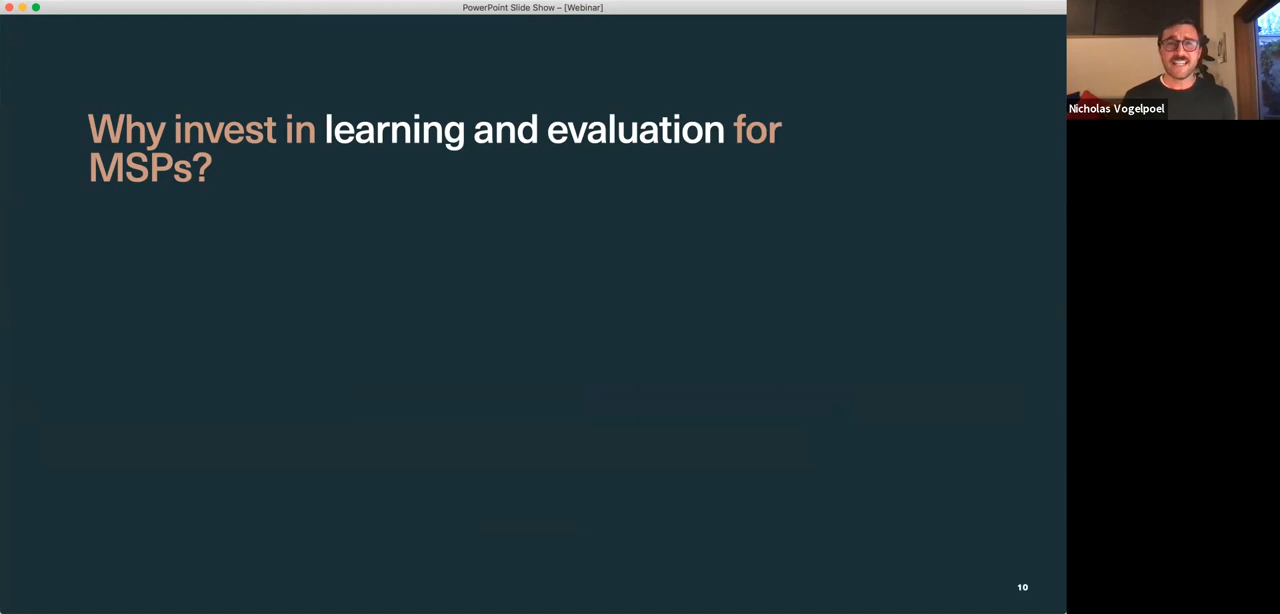 PowerPoint Slide Show – [Webinar]
Why invest in learning and evaluation for
MSPs?
Nicholas Vogelpoel
10